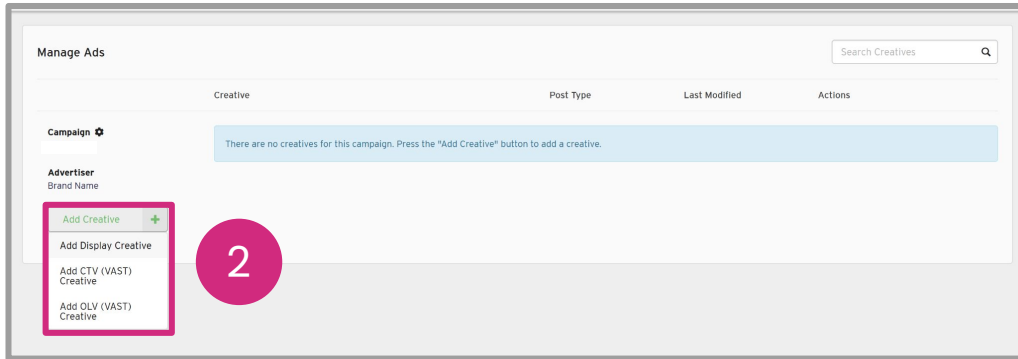 Manage Ads
Search Creatives
Creative Post Type Last Modified Actions
Campaign
There are no creatives for this campaign. Press the "Add Creative" button to add a creative.
Advertiser
Brand Name
Add Creative +
Add Display Creative
Add CTV (VAST)
Creative
Add OLV (VAST)
Creative
2